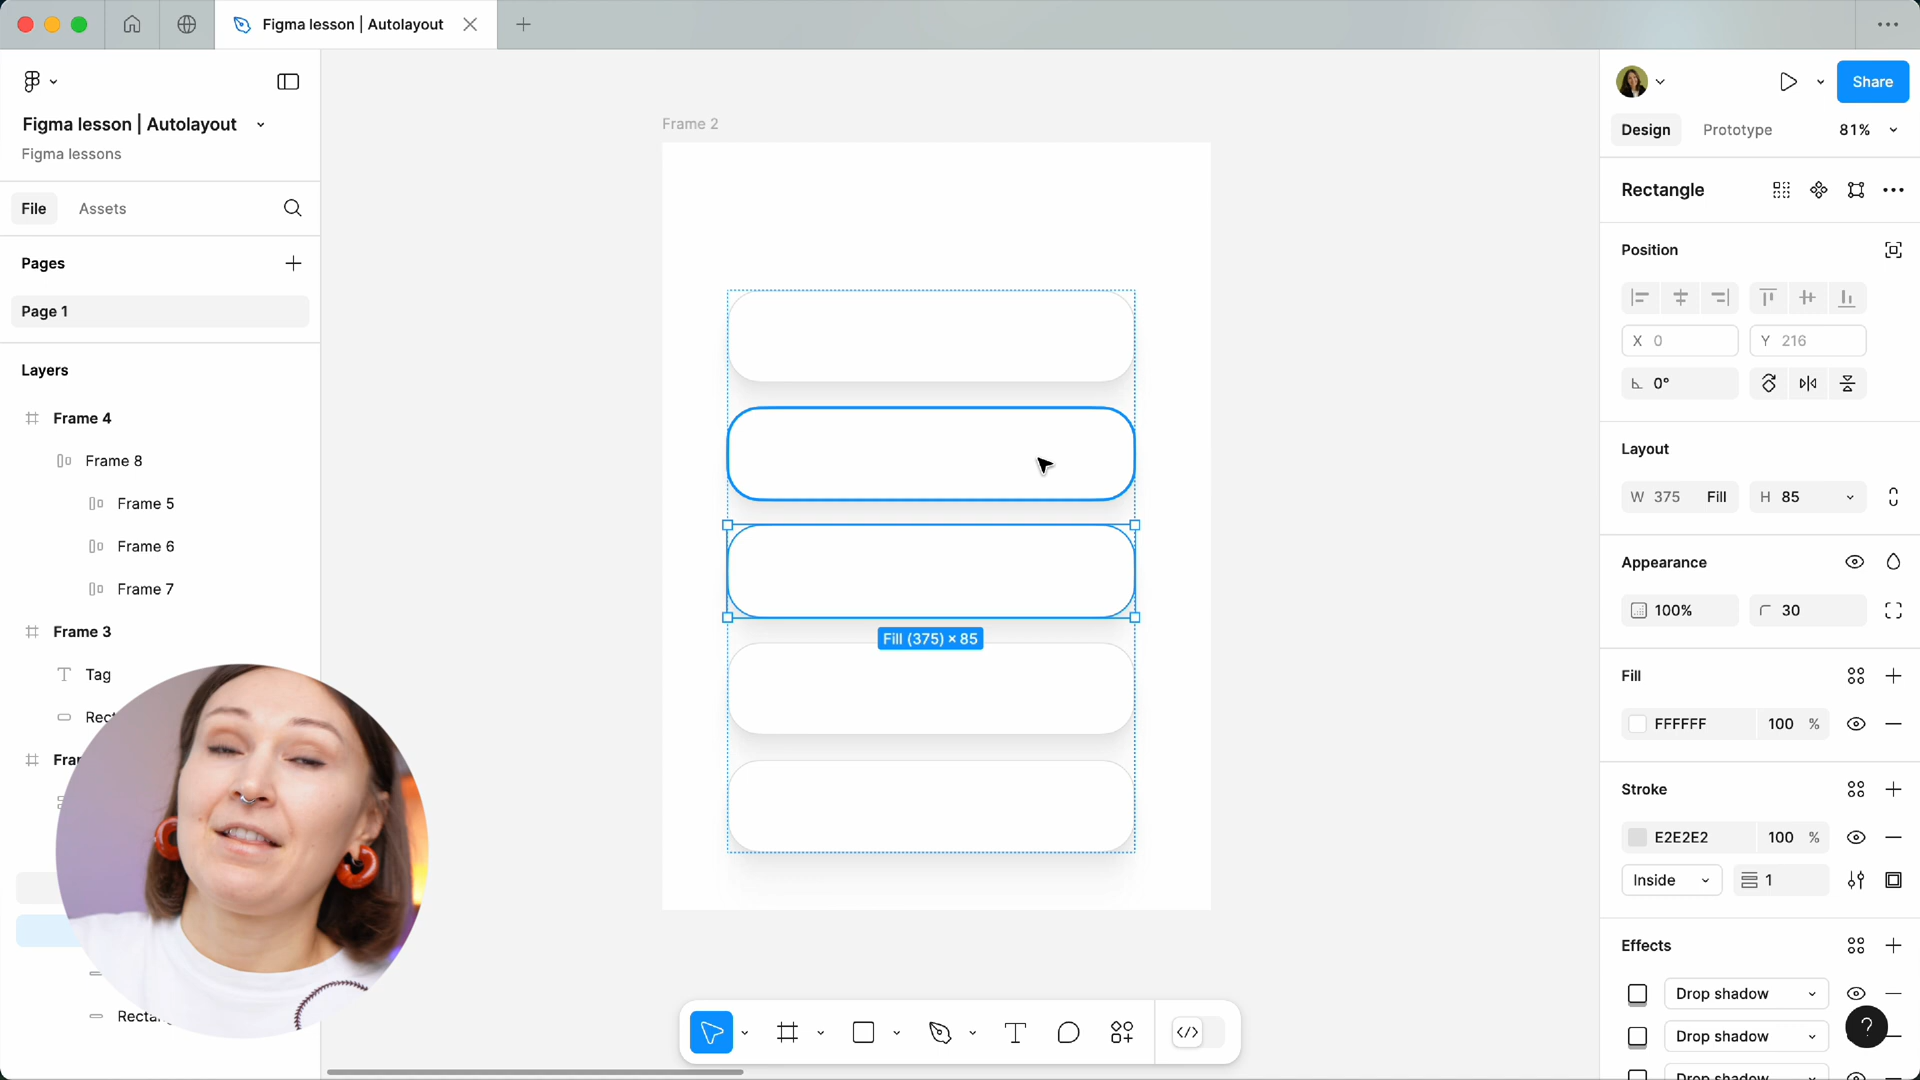 Figma lesson | Autolayout
Figma lesson | Autolayout
Figma lessons
File
Assets
Pages
Page 1
Layers
Frame 4
Frame 8
Frame 5
Frame 6
Frame 7
Frame 3
Tag
Frame 2
Fill (375) × 85
Share
Design
Prototype
81%
Rectangle
Position
X 0
Y 216
0°
Layout
W 375 Fill
H 85
Appearance
100%
30
Fill
FFFFFF 100 %
Stroke
E2E2E2 100 %
Inside
1
Effects
Drop shadow
Drop shadow
Drop shadow
?